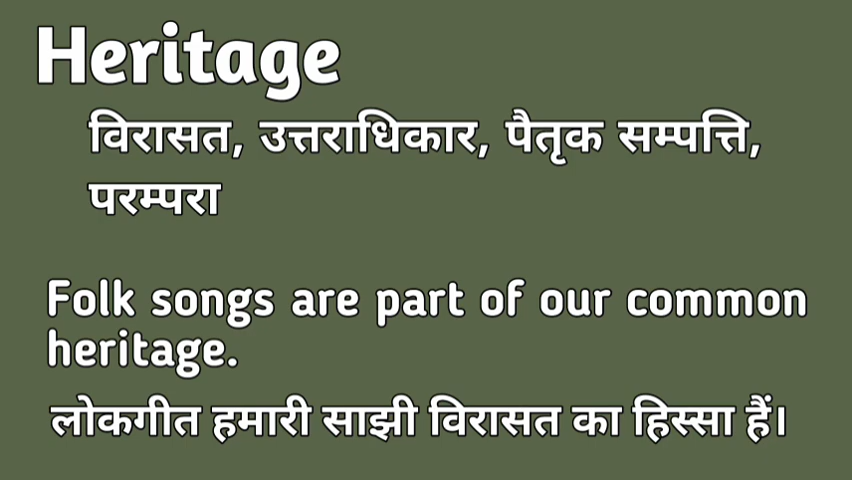 Heritage
विरासत, उत्तराधिकार, पैतृक सम्पत्ति,
परम्परा
Folk songs are part of our common
heritage.
लोकगीत हमारी साझी विरासत का हिस्सा हैं।